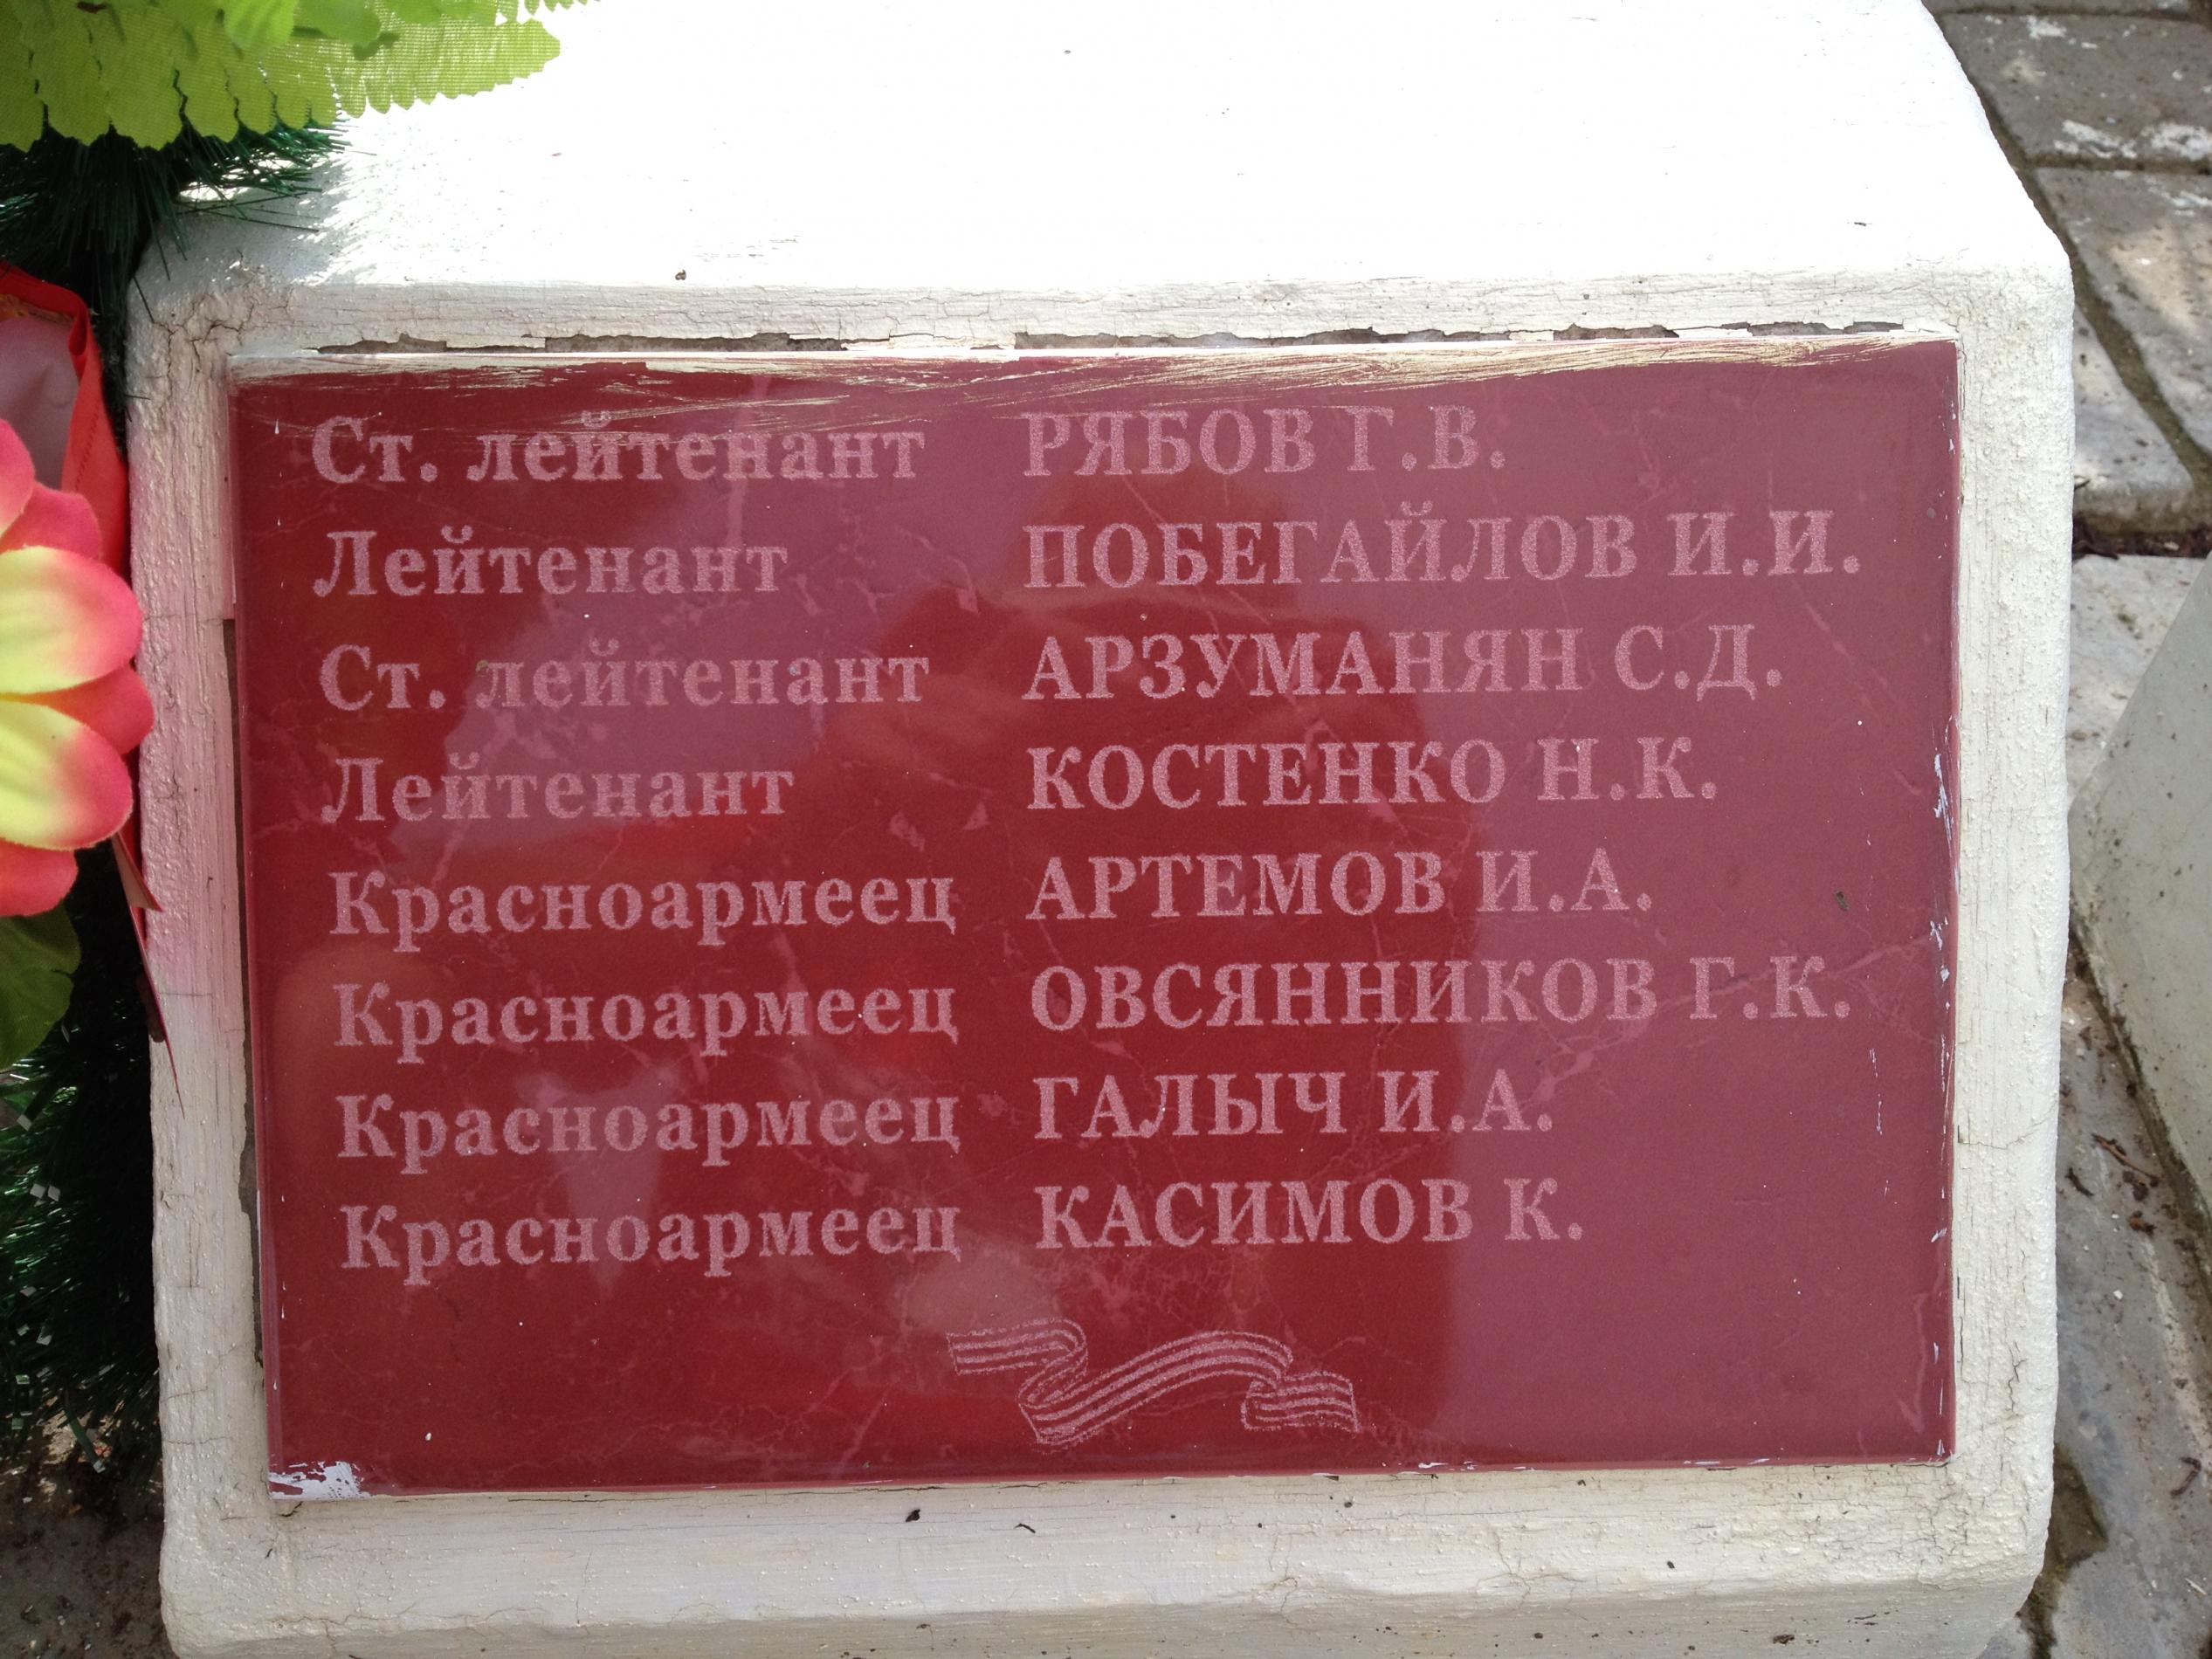 Ст. лейтенант РЯБОВ Г.В.
Лейтенант ПОБЕГАЙЛОВ И.И.
Ст. лейтенант АРЗУМАНЯН С.Д.
Лейтенант КОСТЕНКО Н.К.
Красноармеец АРТЕМОВ И.А.
Красноармеец ОВСЯННИКОВ Г.К.
Красноармеец ГАЛЫЧ И.А.
Красноармеец КАСИМОВ К.